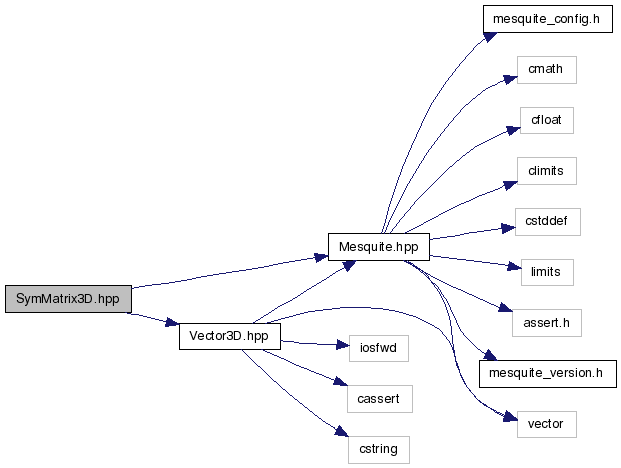 mesquite_config.h
cmath
cfloat
climits
cstddef
Mesquite.hpp
limits
SymMatrix3D.hpp
assert.h
Vector3D.hpp
iosfwd
mesquite_version.h
cassert
vector
cstring